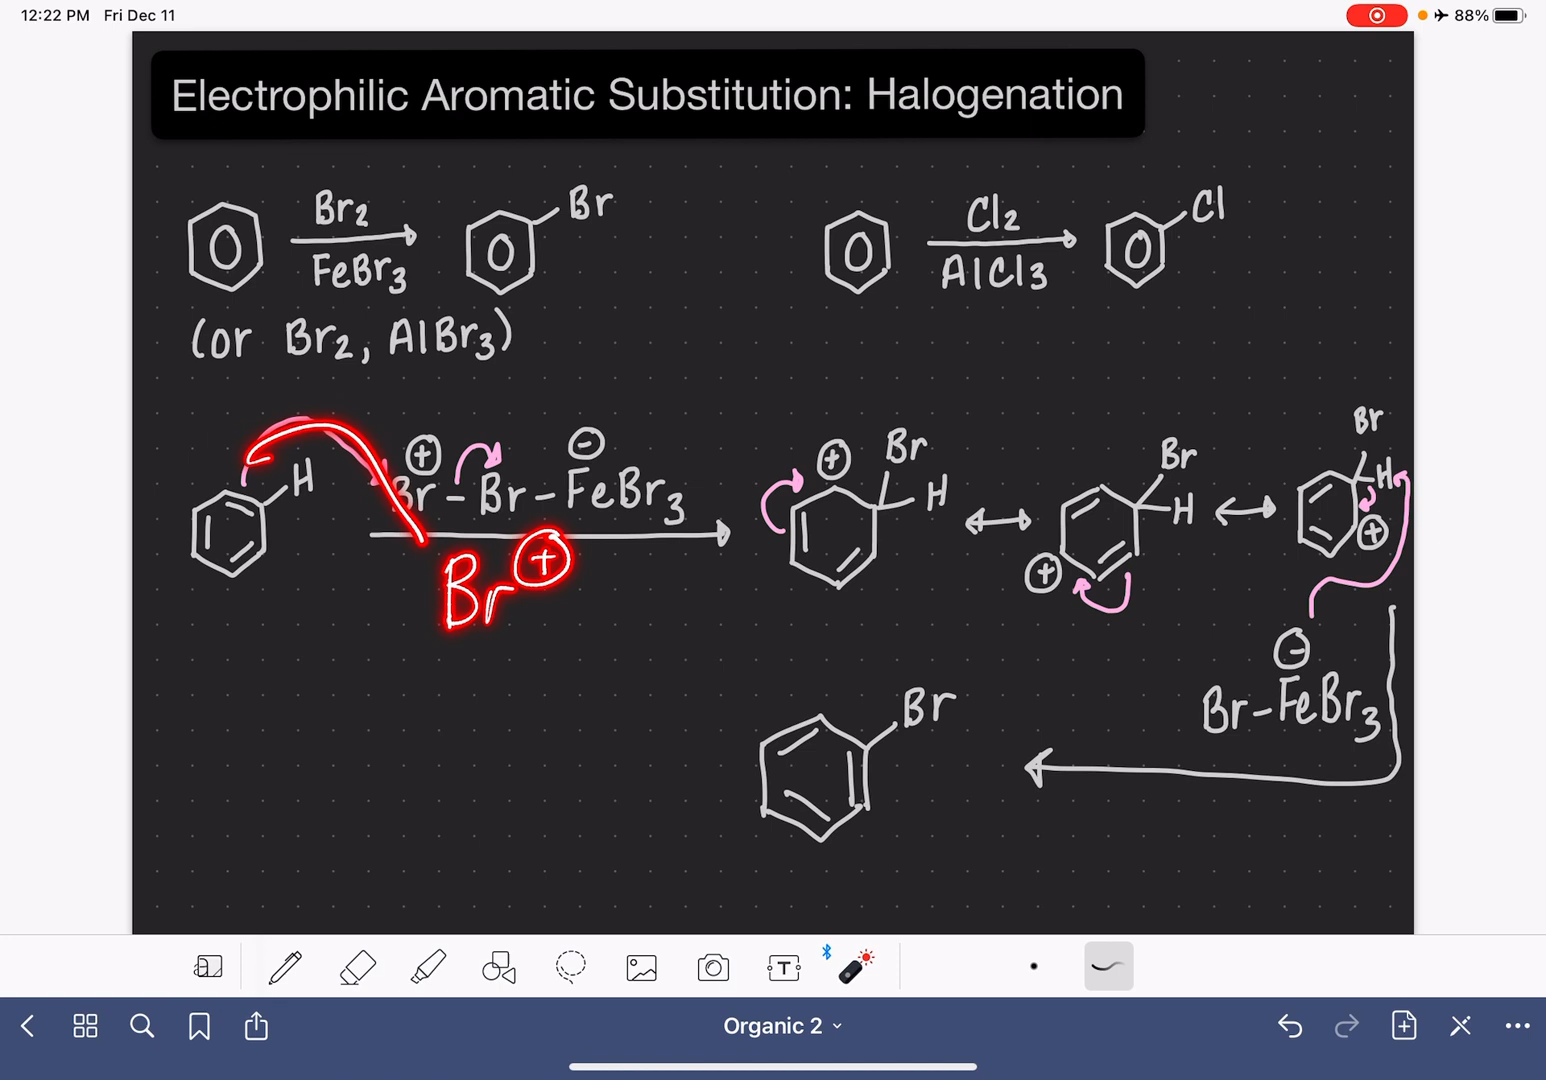 12:22 PM Fri Dec 11
88%
Electrophilic Aromatic Substitution: Halogenation
Br2
FeBr3
Br
Cl2
AlCl3
Cl
(or Br2, AlBr3)
H
⊕
Br-Br-FeBr3
⊖
Br⊕
⊕
Br
H
⊕
Br
H
Br
H
⊕
⊖
Br-FeBr3
Br
T
Organic 2